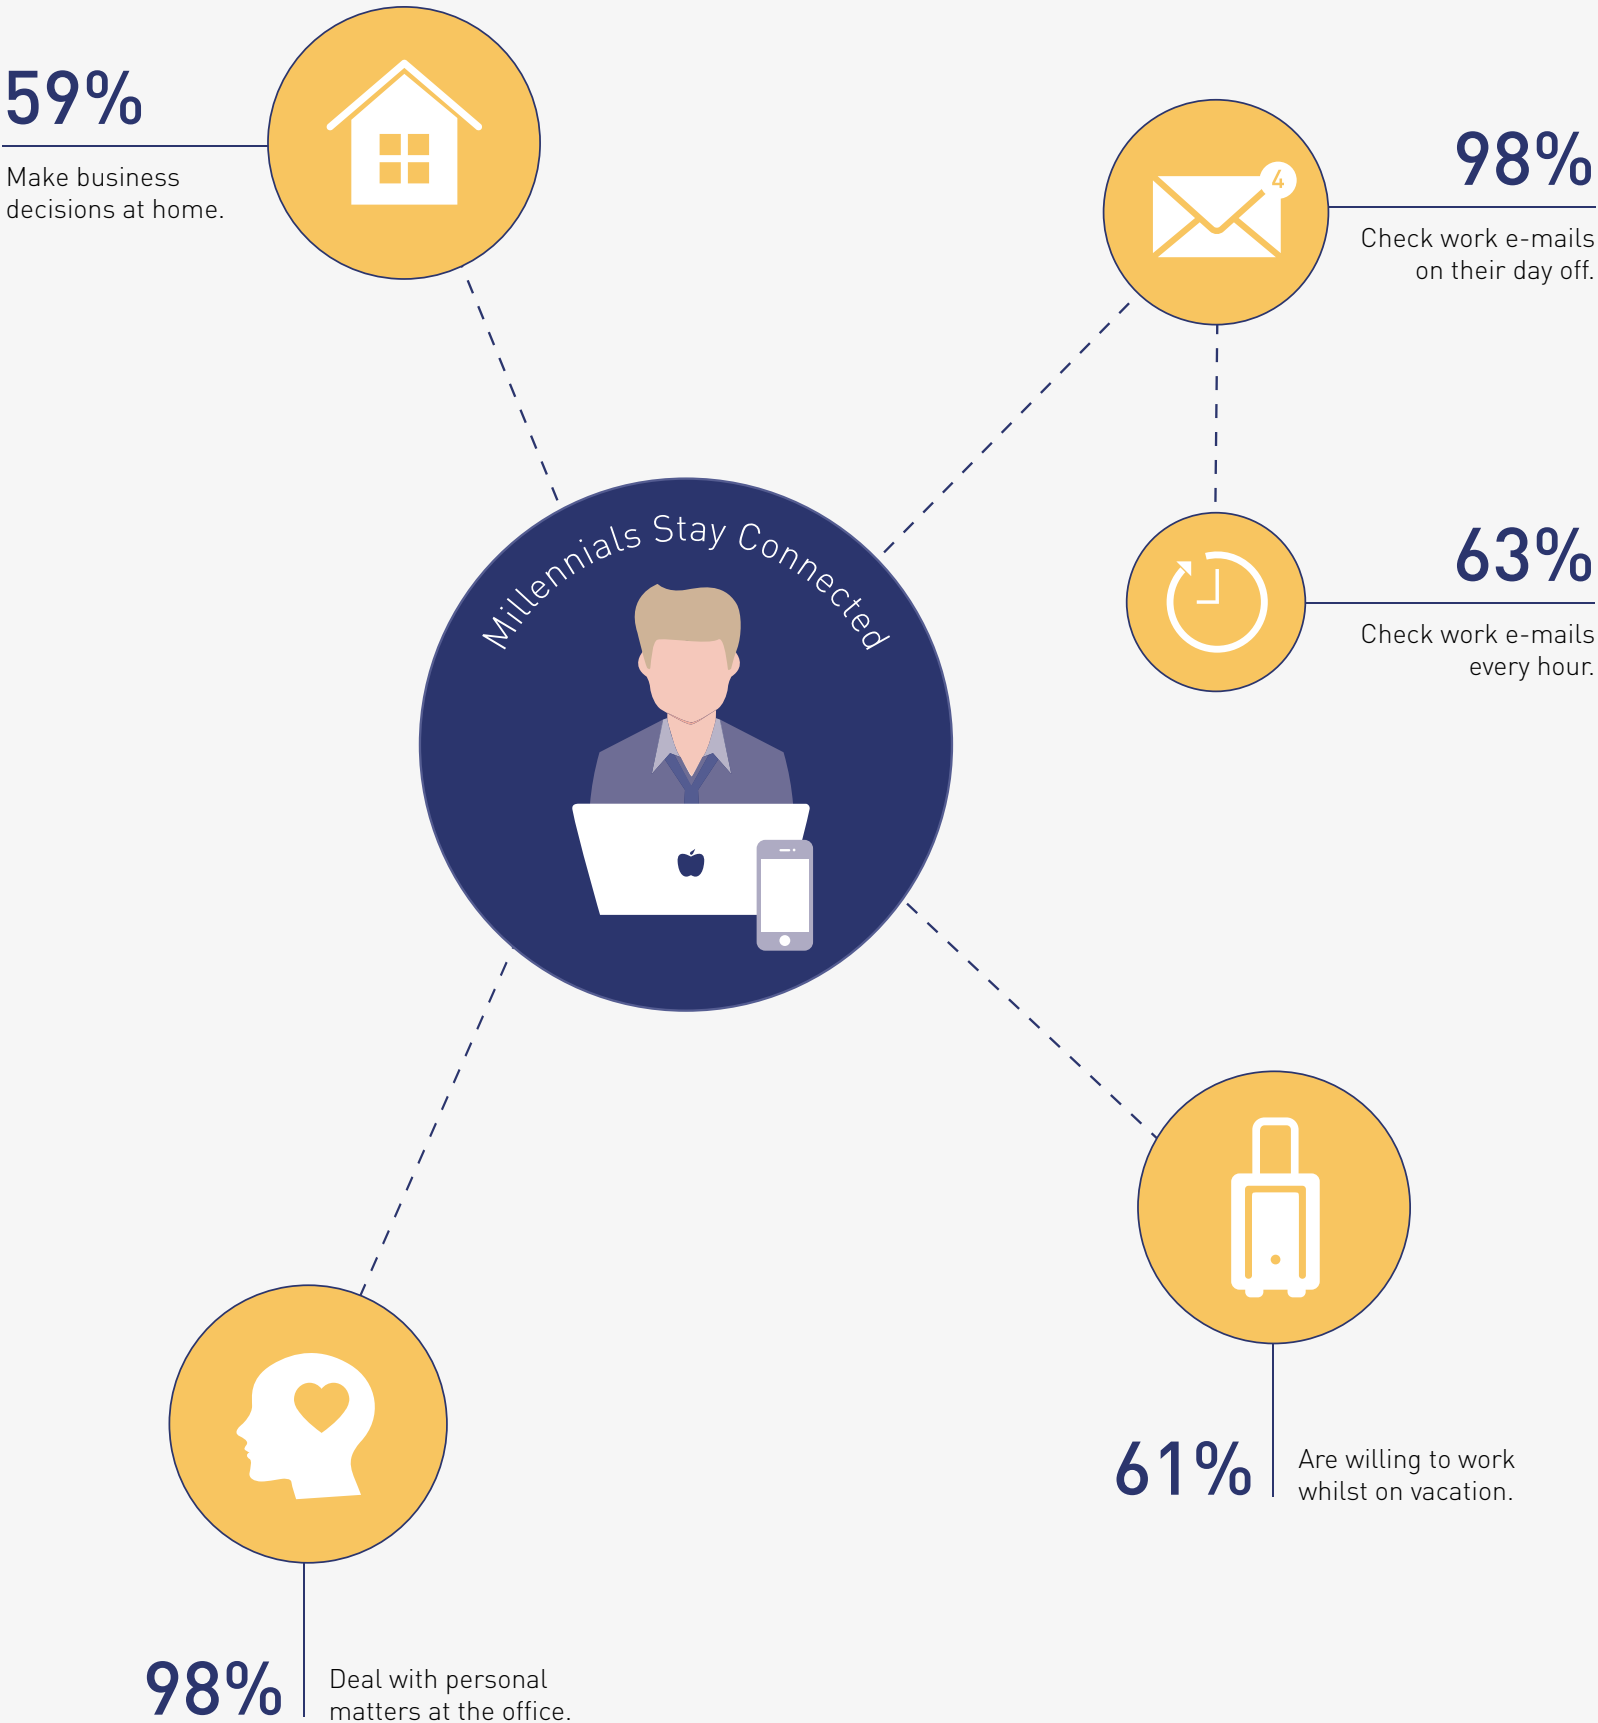 59%
Make business
decisions at home.
4
98%
Check work e-mails
on their day off.
Millennials Stay Connected
63%
Check work e-mails
every hour.
61%
Are willing to work
whilst on vacation.
98%
Deal with personal
matters at the office.